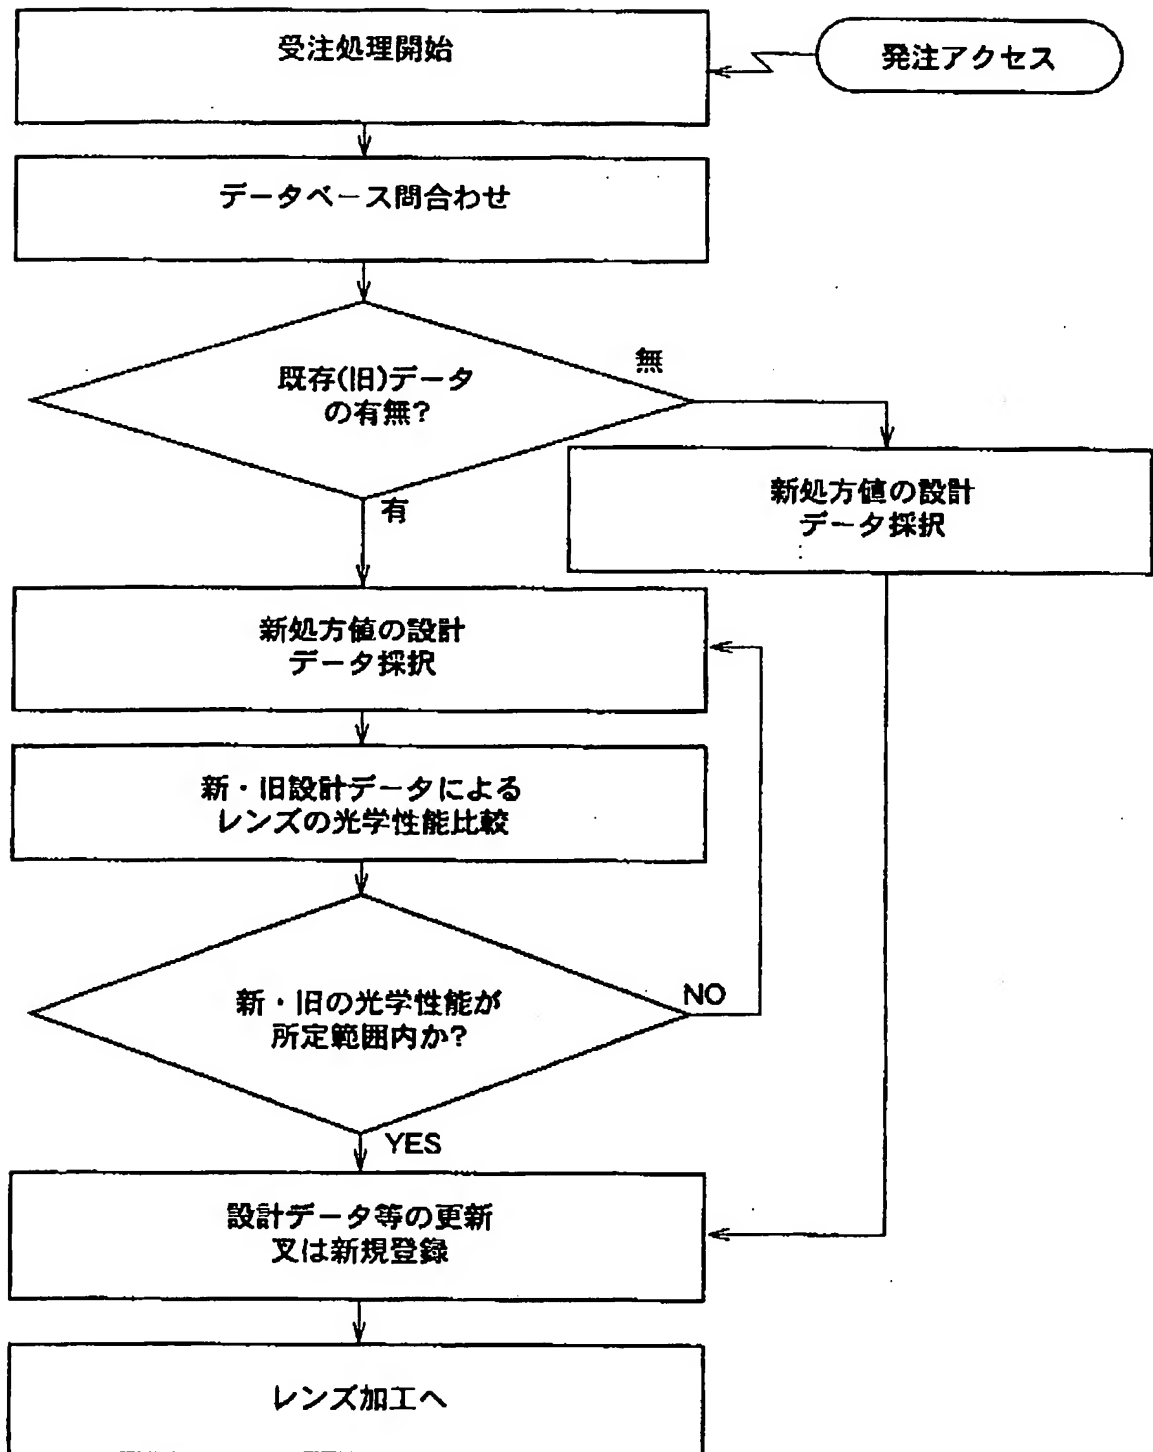 受注処理開始
発注アクセス
データベース問合わせ
既存(旧)データ
の有無?
無
有
新処方値の設計
データ採択
新処方値の設計
データ採択
新・旧設計データによる
レンズの光学性能比較
新・旧の光学性能が
所定範囲内か?
NO
YES
設計データ等の更新
又は新規登録
レンズ加工へ